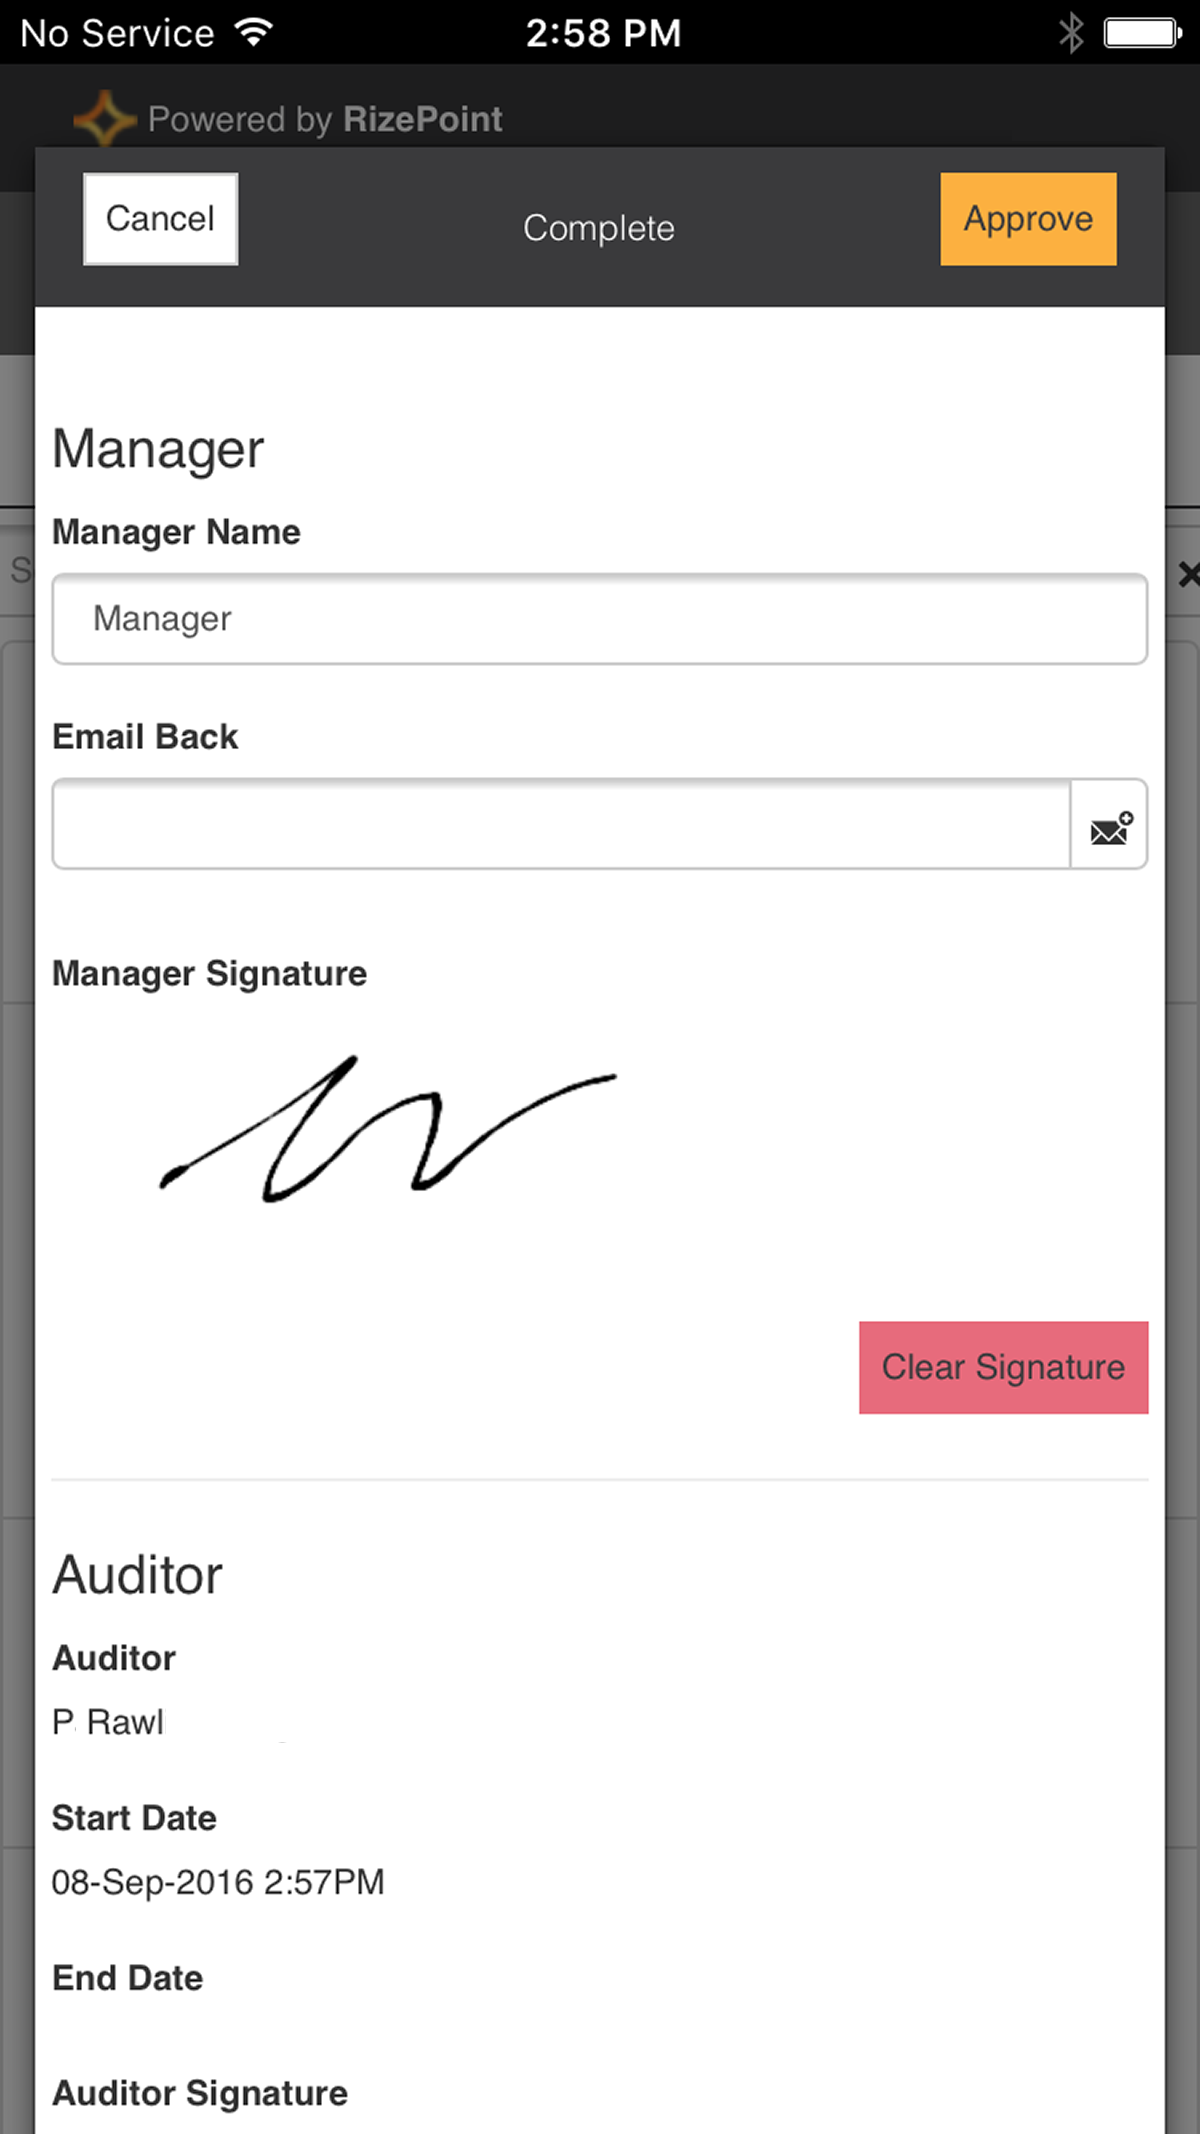 No Service 2:58 PM
Powered by RizePoint
Cancel Complete Approve
Manager
Manager Name
Manager
Email Back
Manager Signature
Clear Signature
Auditor
Auditor
P. Rawl
Start Date
08-Sep-2016 2:57PM
End Date
Auditor Signature